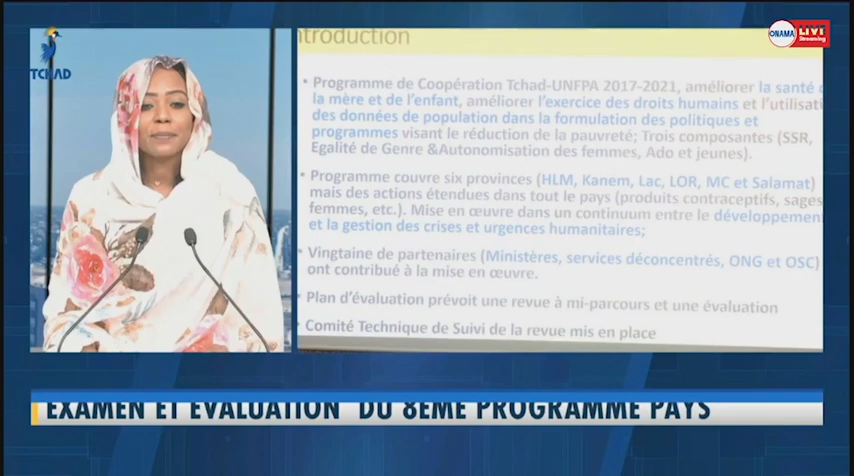 TCHAD
ONAMA LIVE
Streaming
ntroduction
• Programme de Coopération Tchad-UNFPA 2017-2021, améliorer la santé
la mère et de l'enfant, améliorer l'exercice des droits humains et l'utilisati
des données de population dans la formulation des politiques et
programmes visant le réduction de la pauvreté; Trois composantes (SSR,
Egalité de Genre &Autonomisation des femmes, Ado et jeunes).
• Programme couvre six provinces (HLM, Kanem, Lac, LOR, MC et Salamat)
mais des actions étendues dans tout le pays (produits contraceptifs, sages
femmes, etc.). Mise en œuvre dans un continuum entre le développemen
et la gestion des crises et urgences humanitaires;
• Vingtaine de partenaires (Ministères, services déconcentrés, ONG et OSC)
ont contribué à la mise en œuvre.
• Plan d'évaluation prévoit une revue à mi-parcours et une évaluation
• Comité Technique de Suivi de la revue mis en place
EXAMEN ET EVALUATION DU 8EME PROGRAMME PAYS